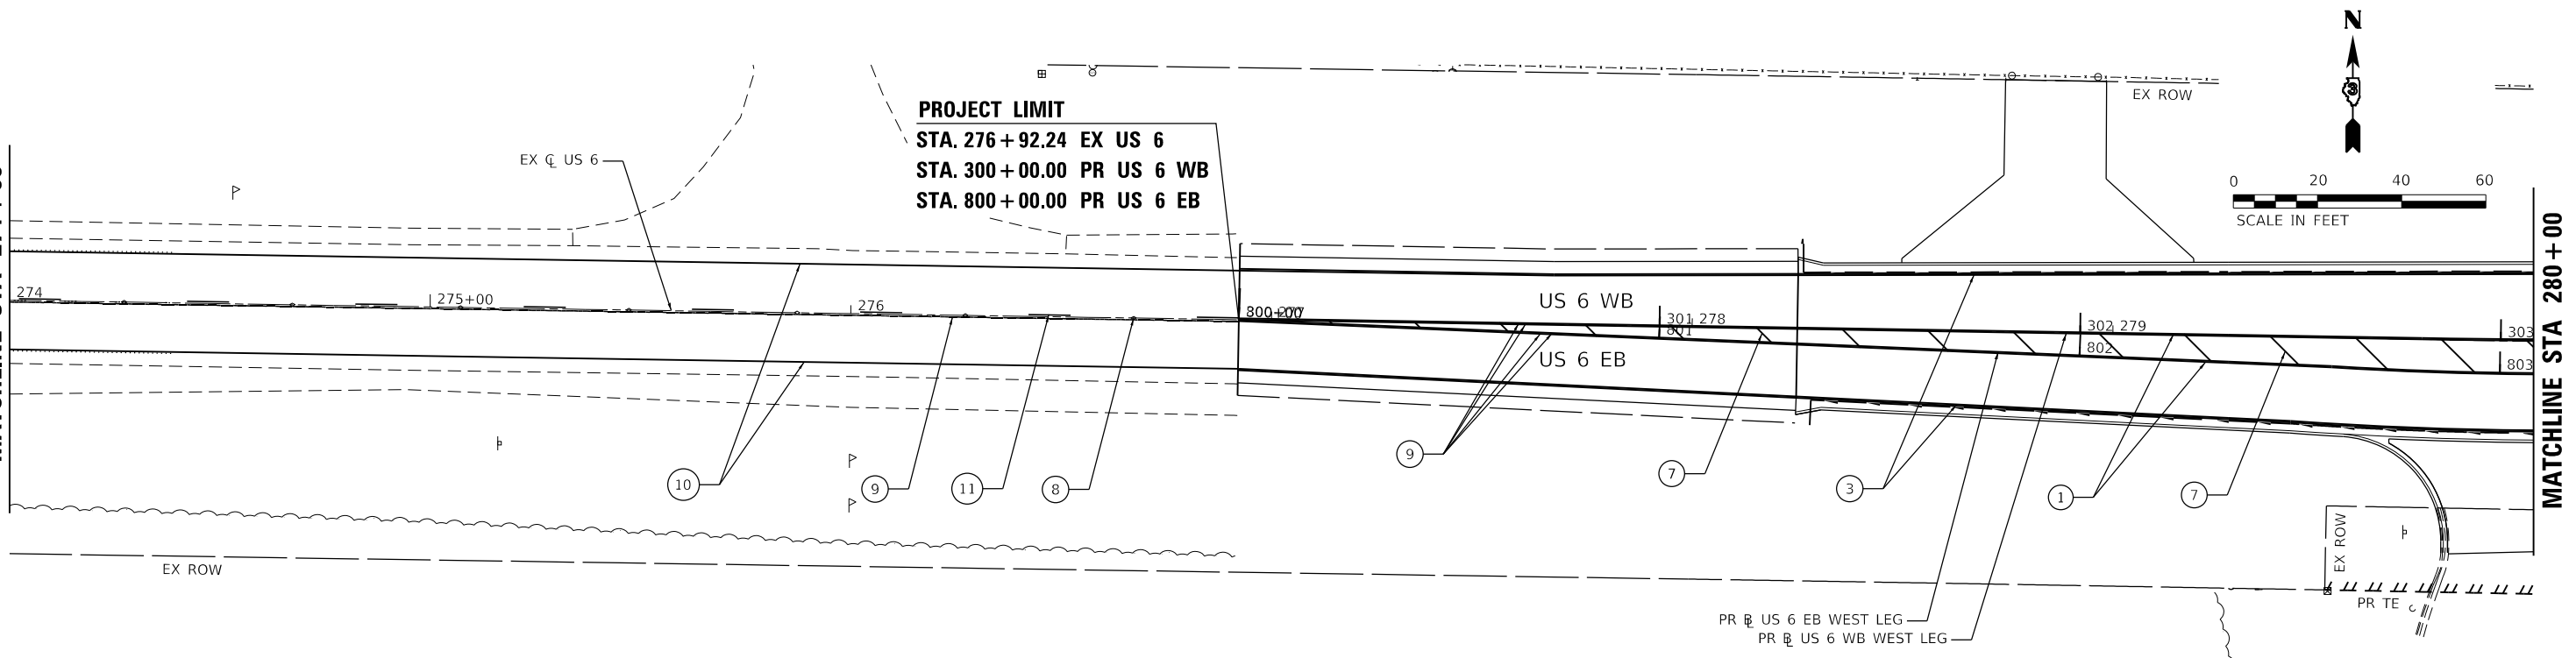 N
3
EX ROW
PROJECT LIMIT
STA. 276+92.24 EX US 6
STA. 300+00.00 PR US 6 WB
STA. 800+00.00 PR US 6 EB
EX ℄ US 6
0 20 40 60
SCALE IN FEET
274
275+00
276
US 6 WB
301 278
801
302 279
802
303
803
US 6 EB
MATCHLINE STA 280+00
10
9
11
8
9
7
3
1
7
EX ROW
EX ROW
PR TE
PR BL US 6 EB WEST LEG
PR BL US 6 WB WEST LEG